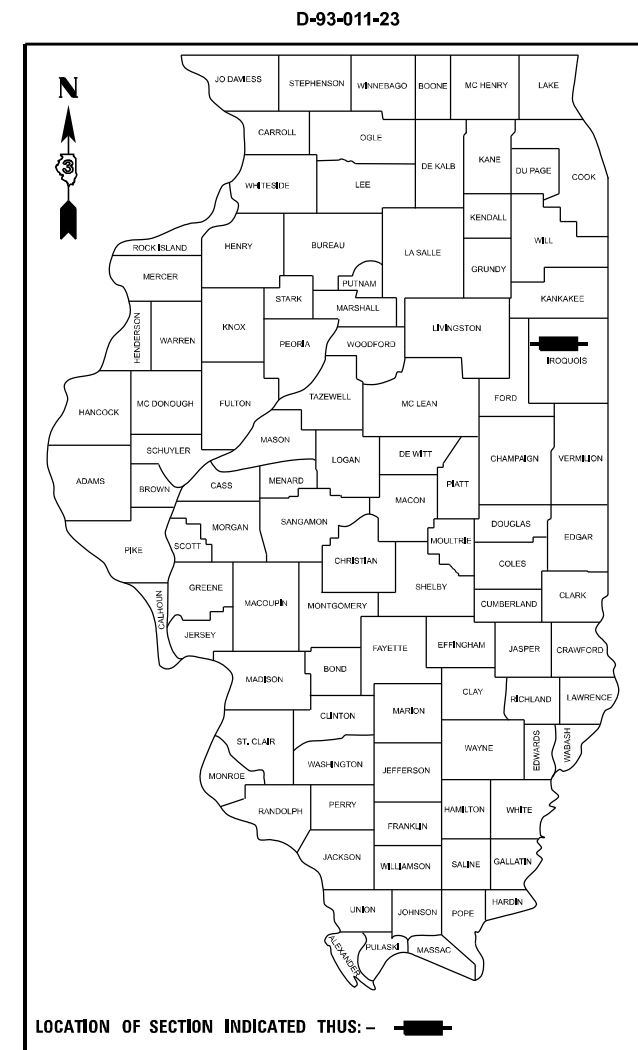 D-93-011-23
N
3
JO DAVIESS STEPHENSON WINNEBAGO BOONE MC HENRY LAKE
CARROLL OGLE DE KALB KANE DU PAGE COOK
WHITESIDE LEE
KENDALL WILL
ROCK ISLAND HENRY BUREAU LA SALLE GRUNDY
MERCER PUTNAM KANKAKEE
STARK MARSHALL
HENDERSON WARREN KNOX PEORIA WOODFORD LIVINGSTON IROQUOIS
HANCOCK MC DONOUGH FULTON TAZEWELL MC LEAN FORD
SCHUYLER MASON LOGAN DE WITT CHAMPAIGN VERMILION
ADAMS BROWN CASS MENARD PIATT
MACON
PIKE SCOTT MORGAN SANGAMON CHRISTIAN MOULTRIE DOUGLAS EDGAR
COLES
CALHOUN GREENE MACOUPIN MONTGOMERY SHELBY CUMBERLAND CLARK
JERSEY FAYETTE EFFINGHAM JASPER CRAWFORD
MADISON BOND
CLAY RICHLAND LAWRENCE
CLINTON MARION
ST. CLAIR WASHINGTON JEFFERSON WAYNE EDWARDS WABASH
MONROE
RANDOLPH PERRY HAMILTON WHITE
FRANKLIN
JACKSON WILLIAMSON SALINE GALLATIN
UNION JOHNSON POPE HARDIN
ALEXANDER PULASKI MASSAC
LOCATION OF SECTION INDICATED THUS: –